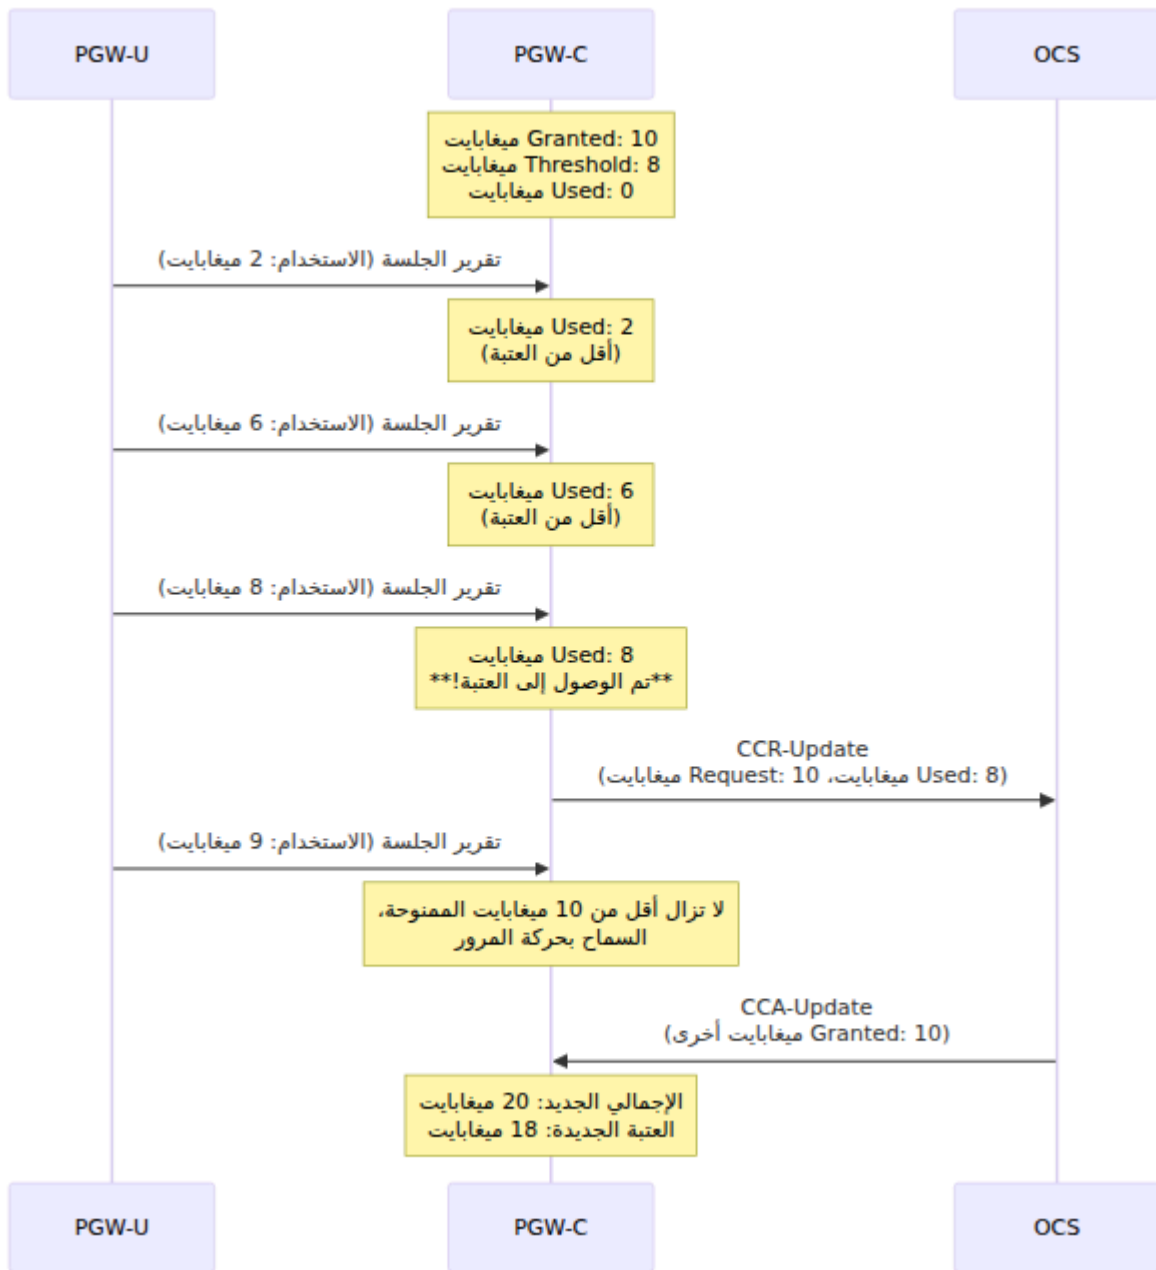 PGW-U
PGW-C
OCS
Granted: 10 ميغابايت
Threshold: 8 ميغابايت
Used: 0 ميغابايت
تقرير الجلسة (الاستخدام: 2 ميغابايت)
Used: 2 ميغابايت
(أقل من العتبة)
تقرير الجلسة (الاستخدام: 6 ميغابايت)
Used: 6 ميغابايت
(أقل من العتبة)
تقرير الجلسة (الاستخدام: 8 ميغابايت)
Used: 8 ميغابايت
**تم الوصول إلى العتبة!**
CCR-Update
(Used: 8 ميغابايت، Request: 10 ميغابايت)
تقرير الجلسة (الاستخدام: 9 ميغابايت)
لا تزال أقل من 10 ميغابايت الممنوحة،
السماح بحركة المرور
CCA-Update
(Granted: 10 ميغابايت أخرى)
الإجمالي الجديد: 20 ميغابايت
العتبة الجديدة: 18 ميغابايت
PGW-U
PGW-C
OCS